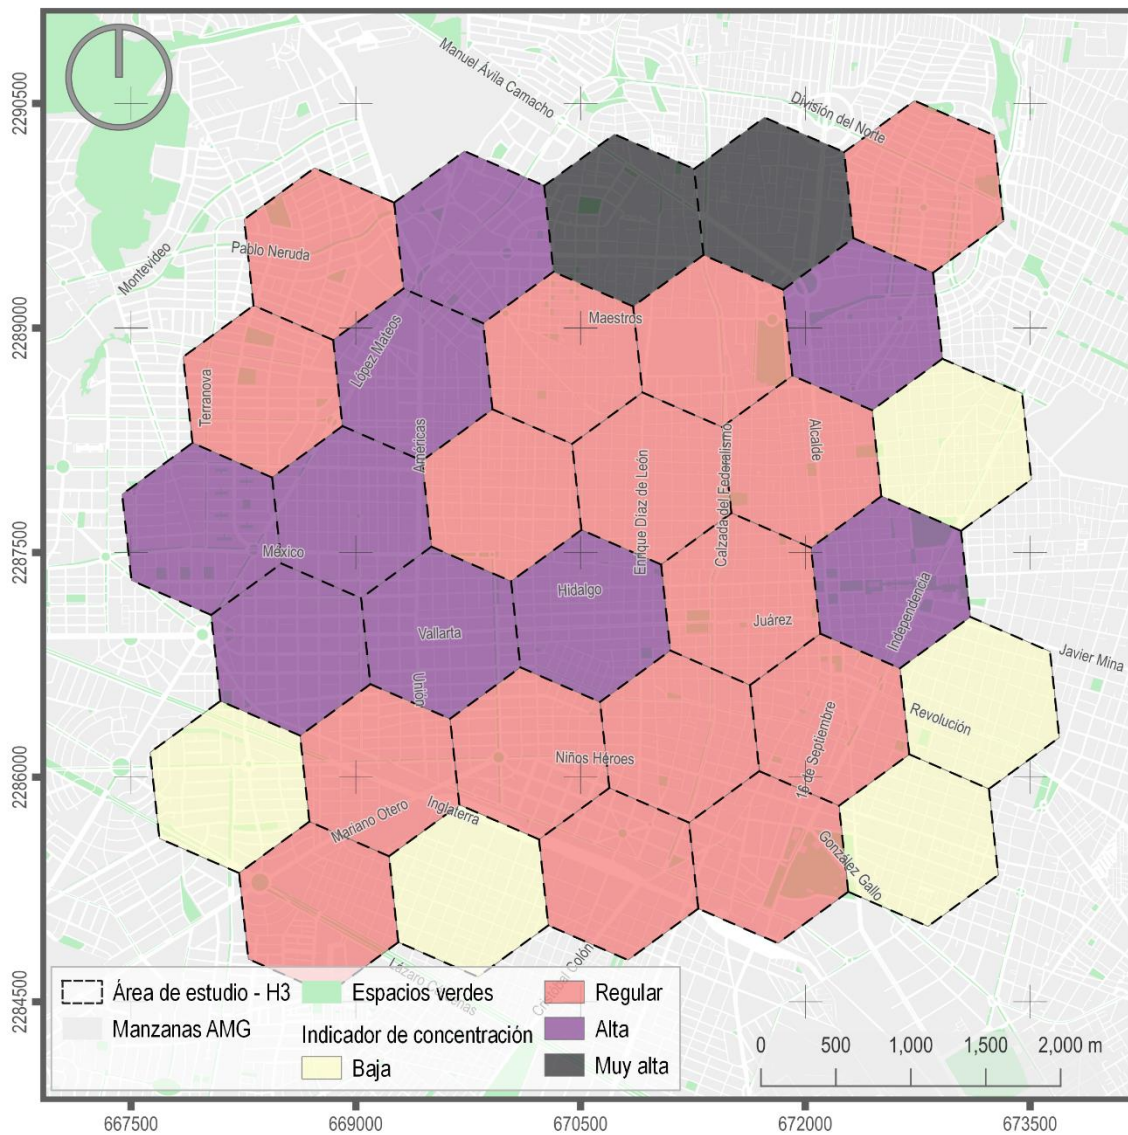 Manuel Ávila Camacho
División del Norte
2290500
Montevideo
Pablo Neruda
2289000
Maestros
López Mateos
Terranova
Américas
Enrique Díaz de León
Calzada del Federalismo
Alcalde
2287500
México
Hidalgo
Independencia
Vallarta
Juárez
Javier Mina
Unión
Revolución
16 de Septiembre
2286000
Niños Héroes
Mariano Otero
Inglaterra
González Gallo
Lázaro Cárdenas
Cristóbal Colón
2284500
Área de estudio - H3
Manzanas AMG
Espacios verdes
Indicador de concentración
Baja
Regular
Alta
Muy alta
0 500 1,000 1,500 2,000 m
667500 669000 670500 672000 673500